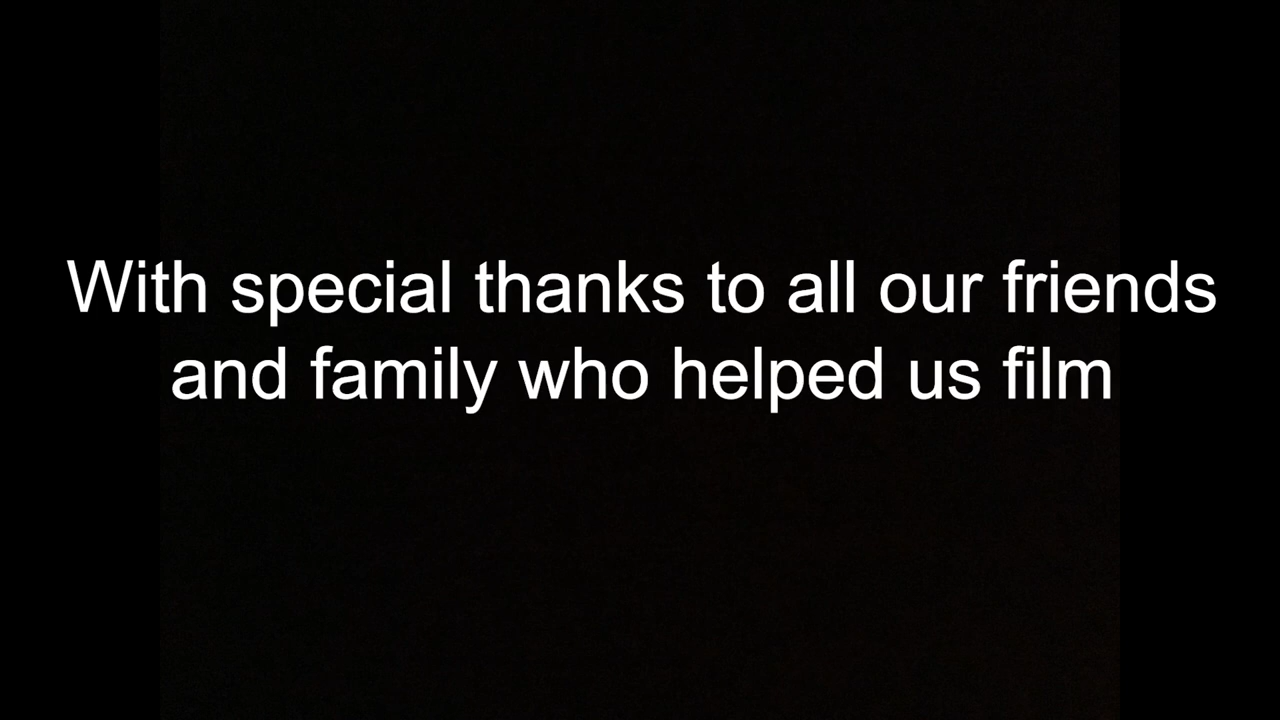 With special thanks to all our friends
and family who helped us film